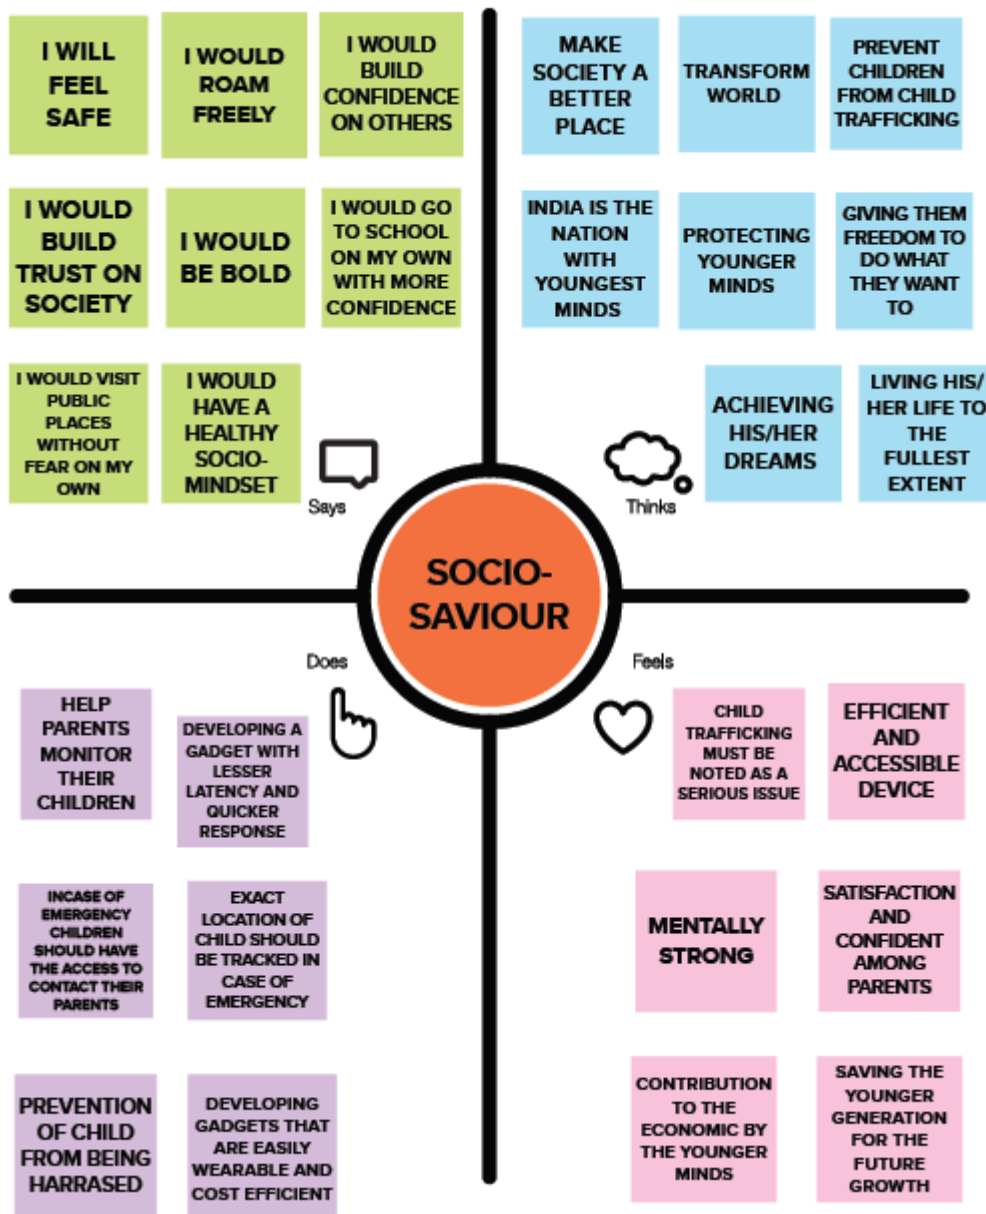 I WILL
FEEL
SAFE
I WOULD
ROAM
FREELY
I WOULD
BUILD
CONFIDENCE
ON OTHERS
I WOULD
BUILD
TRUST ON
SOCIETY
I WOULD
BE BOLD
I WOULD GO
TO SCHOOL
ON MY OWN
WITH MORE
CONFIDENCE
I WOULD VISIT
PUBLIC
PLACES
WITHOUT
FEAR ON MY
OWN
I WOULD
HAVE A
HEALTHY
SOCIO-
MINDSET
Says
MAKE
SOCIETY A
BETTER
PLACE
TRANSFORM
WORLD
PREVENT
CHILDREN
FROM CHILD
TRAFFICKING
INDIA IS THE
NATION
WITH
YOUNGEST
MINDS
PROTECTING
YOUNGER
MINDS
GIVING THEM
FREEDOM TO
DO WHAT
THEY WANT
TO
ACHIEVING
HIS/HER
DREAMS
LIVING HIS/
HER LIFE TO
THE
FULLEST
EXTENT
Thinks
SOCIO-
SAVIOUR
Does
HELP
PARENTS
MONITOR
THEIR
CHILDREN
DEVELOPING A
GADGET WITH
LESSER
LATENCY AND
QUICKER
RESPONSE
INCASE OF
EMERGENCY
CHILDREN
SHOULD HAVE
THE ACCESS TO
CONTACT THEIR
PARENTS
EXACT
LOCATION OF
CHILD SHOULD
BE TRACKED IN
CASE OF
EMERGENCY
PREVENTION
OF CHILD
FROM BEING
HARRASED
DEVELOPING
GADGETS THAT
ARE EASILY
WEARABLE AND
COST EFFICIENT
Feels
CHILD
TRAFFICKING
MUST BE
NOTED AS A
SERIOUS ISSUE
EFFICIENT
AND
ACCESSIBLE
DEVICE
MENTALLY
STRONG
SATISFACTION
AND
CONFIDENT
AMONG
PARENTS
CONTRIBUTION
TO THE
ECONOMIC BY
THE YOUNGER
MINDS
SAVING THE
YOUNGER
GENERATION
FOR THE
FUTURE
GROWTH